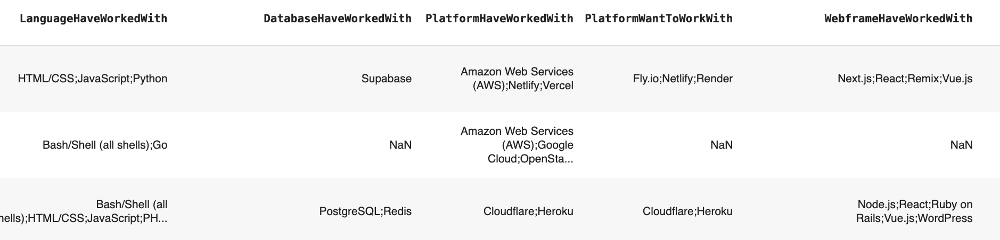 LanguageHaveWorkedWith DatabaseHaveWorkedWith PlatformHaveWorkedWith PlatformWantToWorkWith WebframeHaveWorkedWith
HTML/CSS;JavaScript;Python
Supabase
Amazon Web Services
(AWS);Netlify;Vercel
Fly.io;Netlify;Render
Next.js;React;Remix;Vue.js
Bash/Shell (all shells);Go
NaN
Amazon Web Services
(AWS);Google
Cloud;OpenSta...
NaN
NaN
Bash/Shell (all
hells);HTML/CSS;JavaScript;PH...
PostgreSQL;Redis
Cloudflare;Heroku
Cloudflare;Heroku
Node.js;React;Ruby on
Rails;Vue.js;WordPress